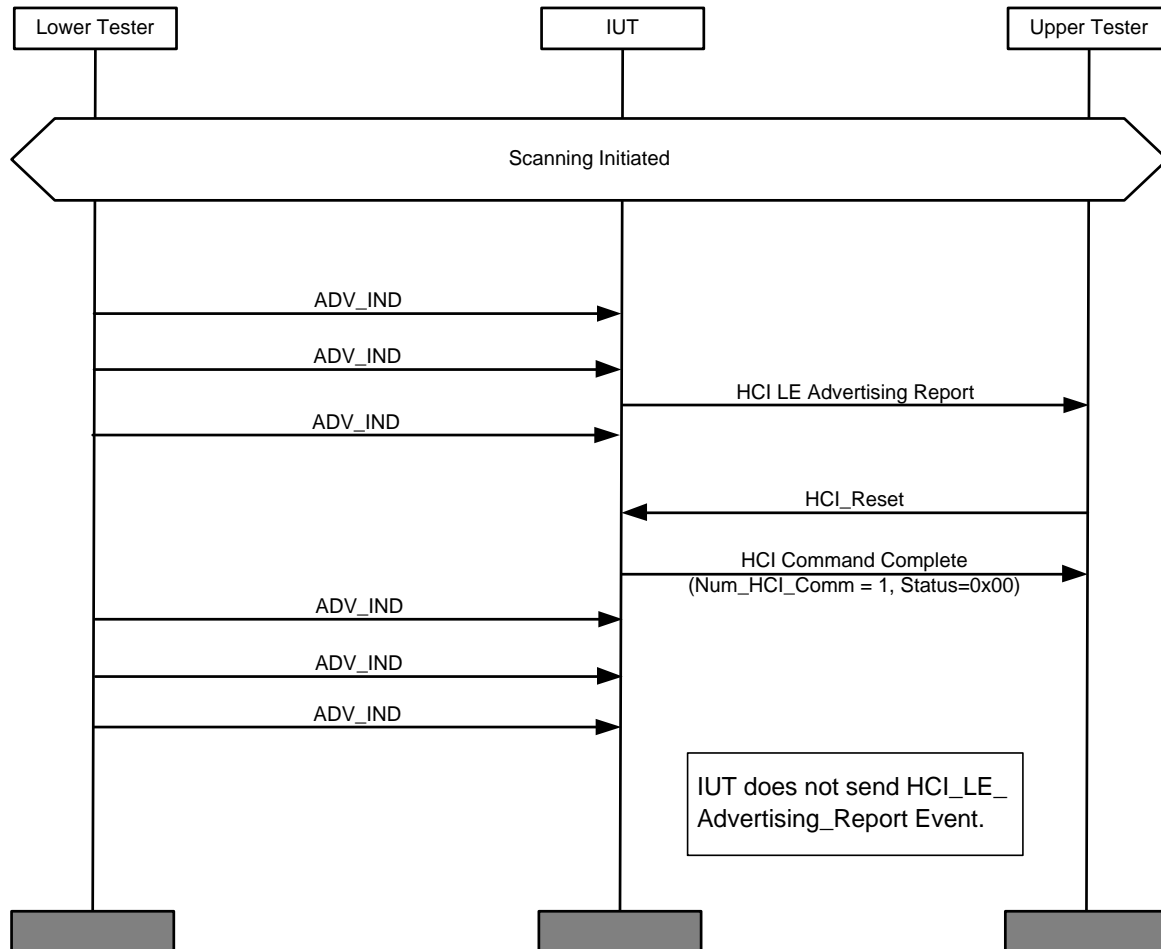 Lower Tester
IUT
Upper Tester
Scanning Initiated
ADV_IND
ADV_IND
HCI LE Advertising Report
ADV_IND
HCI_Reset
HCI Command Complete
(Num_HCI_Comm = 1, Status=0x00)
ADV_IND
ADV_IND
ADV_IND
IUT does not send HCI_LE_
Advertising_Report Event.